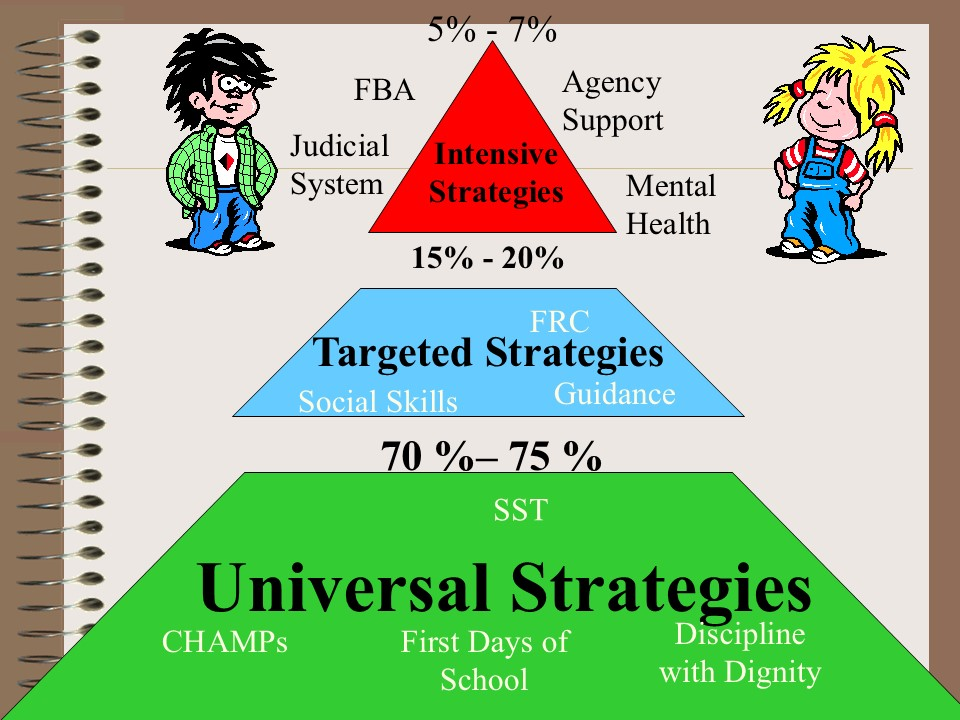 5% - 7%
FBA
Agency
Support
Judicial
System
Intensive
Strategies
Mental
Health
15% - 20%
FRC
Targeted Strategies
Social Skills
Guidance
70 %– 75 %
SST
Universal Strategies
CHAMPs
First Days of
School
Discipline
with Dignity